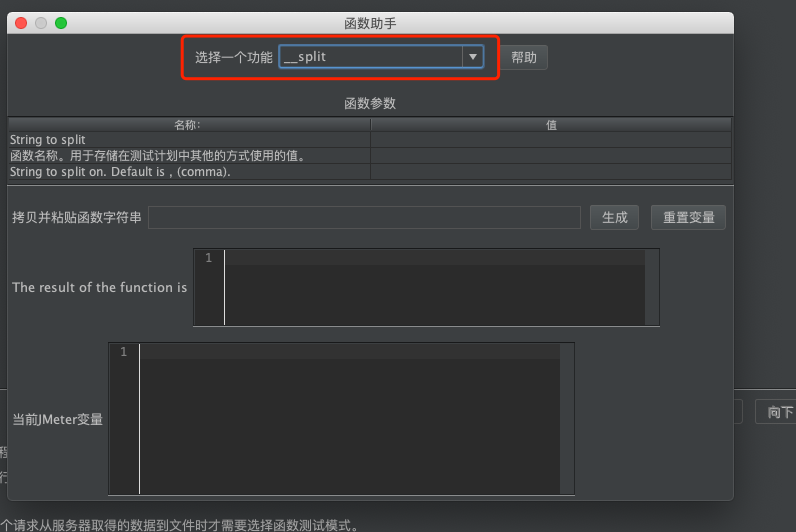 函数助手
选择一个功能 __split 帮助
函数参数
名称: 值
String to split
函数名称。用于存储在测试计划中其他的方式使用的值。
String to split on. Default is , (comma).
拷贝并粘贴函数字符串 生成 重置变量
1
The result of the function is
1
向下
当前JMeter变量
程
行
个请求从服务器取得的数据到文件时才需要选择函数测试模式。